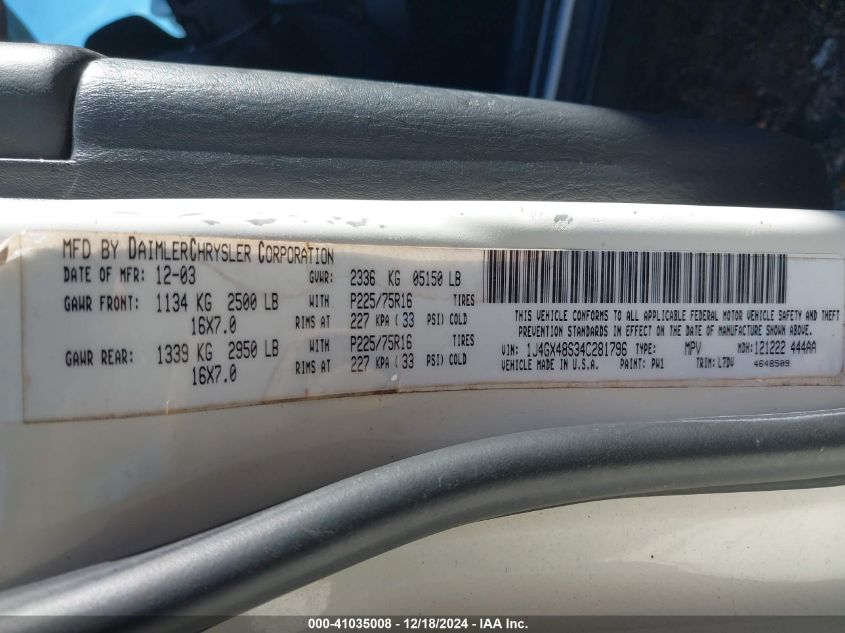 MFD BY DAIMLERCHRYSLER CORPORATION
DATE OF MFR: 12-03 GVWR: 2336 KG 05150 LB
GAWR FRONT: 1134 KG 2500 LB WITH P225/75R16 TIRES
16X7.0 RIMS AT 227 KPA ( 33 PSI) COLD
GAWR REAR: 1339 KG 2950 LB WITH P225/75R16 TIRES
16X7.0 RIMS AT 227 KPA ( 33 PSI) COLD
THIS VEHICLE CONFORMS TO ALL APPLICABLE FEDERAL MOTOR VEHICLE SAFETY AND THEFT
PREVENTION STANDARDS IN EFFECT ON THE DATE OF MANUFACTURE SHOWN ABOVE.
VIN: 1J4GX48S34C281796 TYPE: MPV MDH: 121222 444AA
VEHICLE MADE IN U.S.A. PAINT: PW1 TRIM: L7DV 4648509
000-41035008 - 12/18/2024 - IAA Inc.